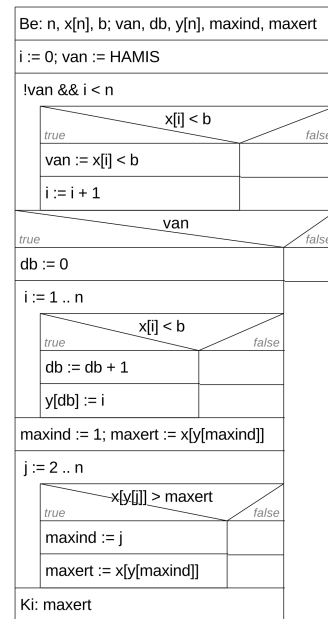 Be: n, x[n], b; van, db, y[n], maxind, maxert
i := 0; van := HAMIS
!van && i < n
x[i] < b
true false
van := x[i] < b
i := i + 1
van
true false
db := 0
i := 1 .. n
x[i] < b
true false
db := db + 1
y[db] := i
maxind := 1; maxert := x[y[maxind]]
j := 2 .. n
x[y[j]] > maxert
true false
maxind := j
maxert := x[y[maxind]]
Ki: maxert